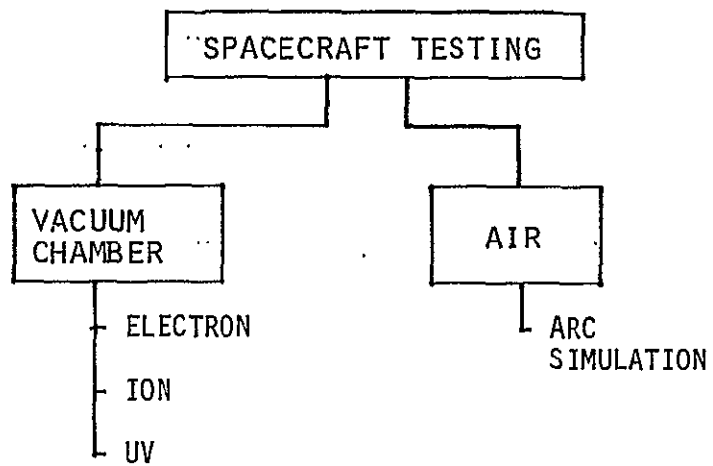 SPACECRAFT TESTING
VACUUM
CHAMBER
AIR
ELECTRON
ION
UV
ARC
SIMULATION